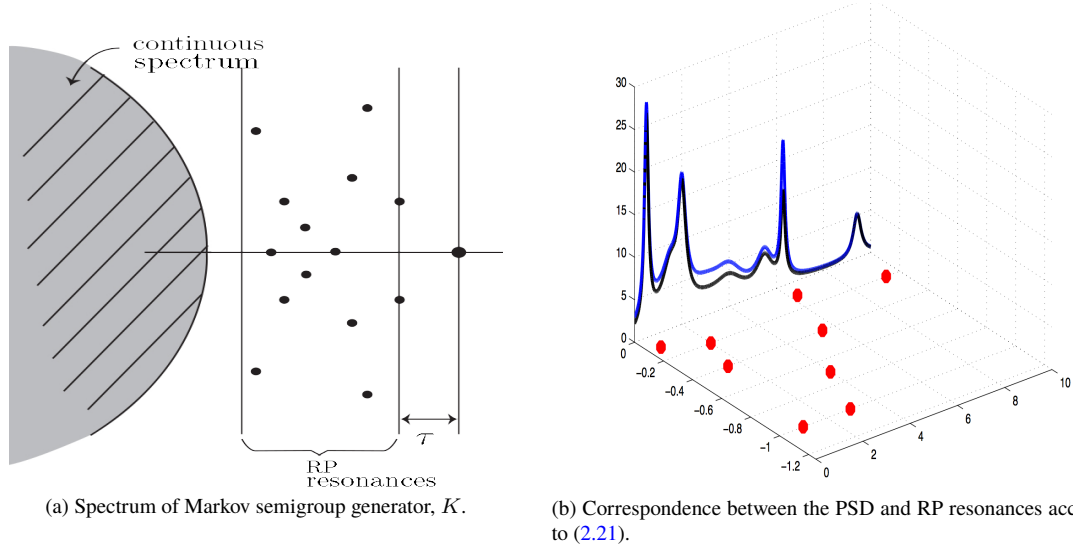 continuous
spectrum
τ
RP
resonances
(a) Spectrum of Markov semigroup generator, K.
30
25
20
15
10
5
0
0
−0.2
−0.4
−0.6
−0.8
−1
−1.2
0
2
4
6
8
10
(b) Correspondence between the PSD and RP resonances acc
to (2.21).